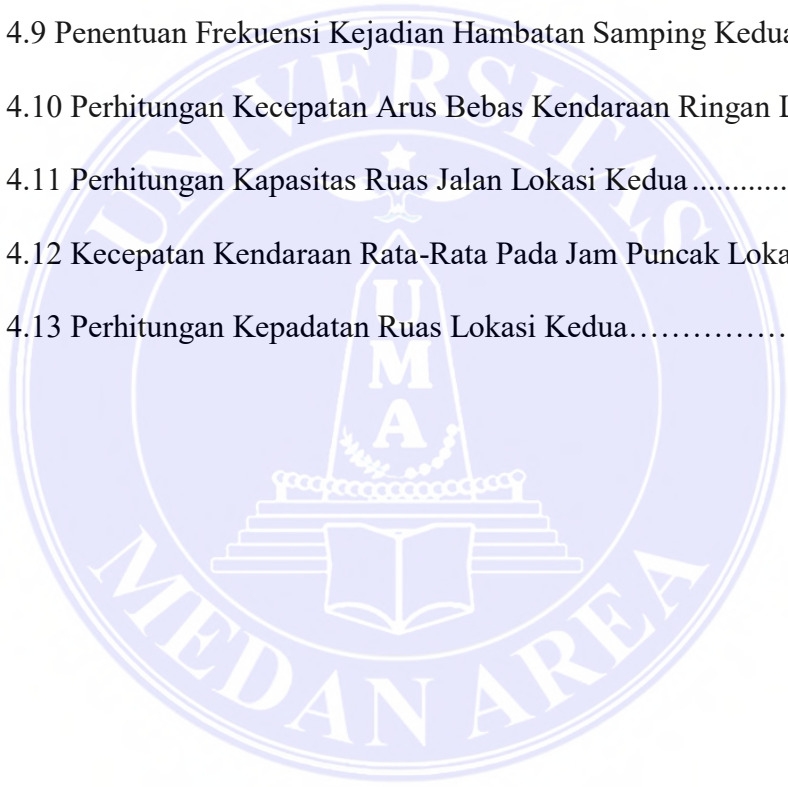 4.9 Penentuan Frekuensi Kejadian Hambatan Samping Kedua
4.10 Perhitungan Kecepatan Arus Bebas Kendaraan Ringan
4.11 Perhitungan Kapasitas Ruas Jalan Lokasi Kedua ............
4.12 Kecepatan Kendaraan Rata-Rata Pada Jam Puncak
4.13 Perhitungan Kepadatan Ruas Lokasi Kedua……………
UNIVERSITAS
U
M
A
MEDAN AREA